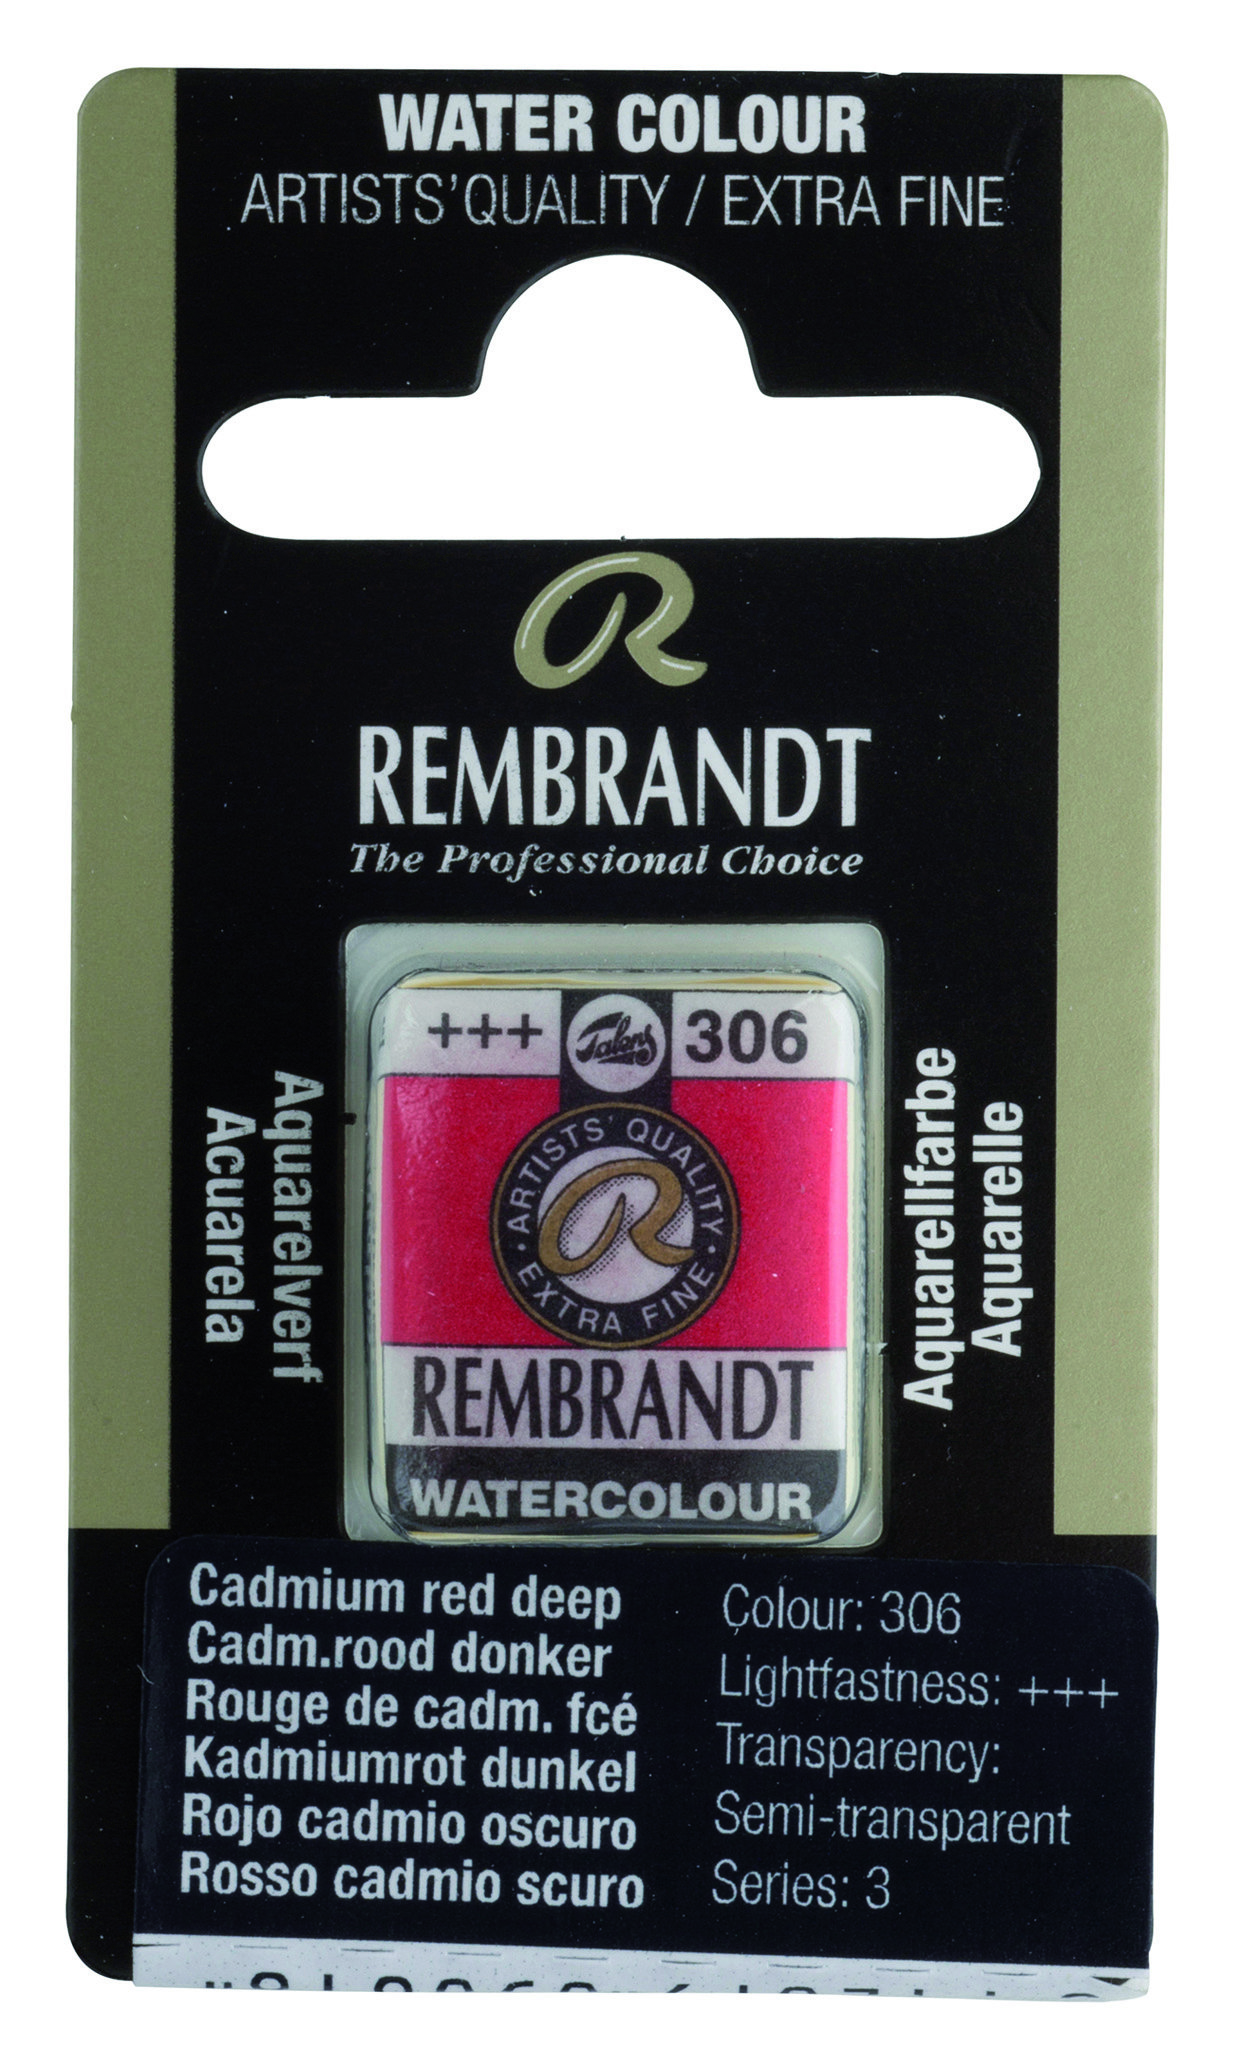 WATER COLOUR
ARTISTS' QUALITY / EXTRA FINE
R
REMBRANDT
The Professional Choice
+++ Talens 306
ARTISTS' QUALITY
R
· EXTRA FINE ·
REMBRANDT
WATERCOLOUR
Aquarelverf
Acuarela
Aquarellfarbe
Aquarelle
Cadmium red deep
Cadm.rood donker
Rouge de cadm. fcé
Kadmiumrot dunkel
Rojo cadmio oscuro
Rosso cadmio scuro
Colour: 306
Lightfastness: +++
Transparency:
Semi-transparent
Series: 3